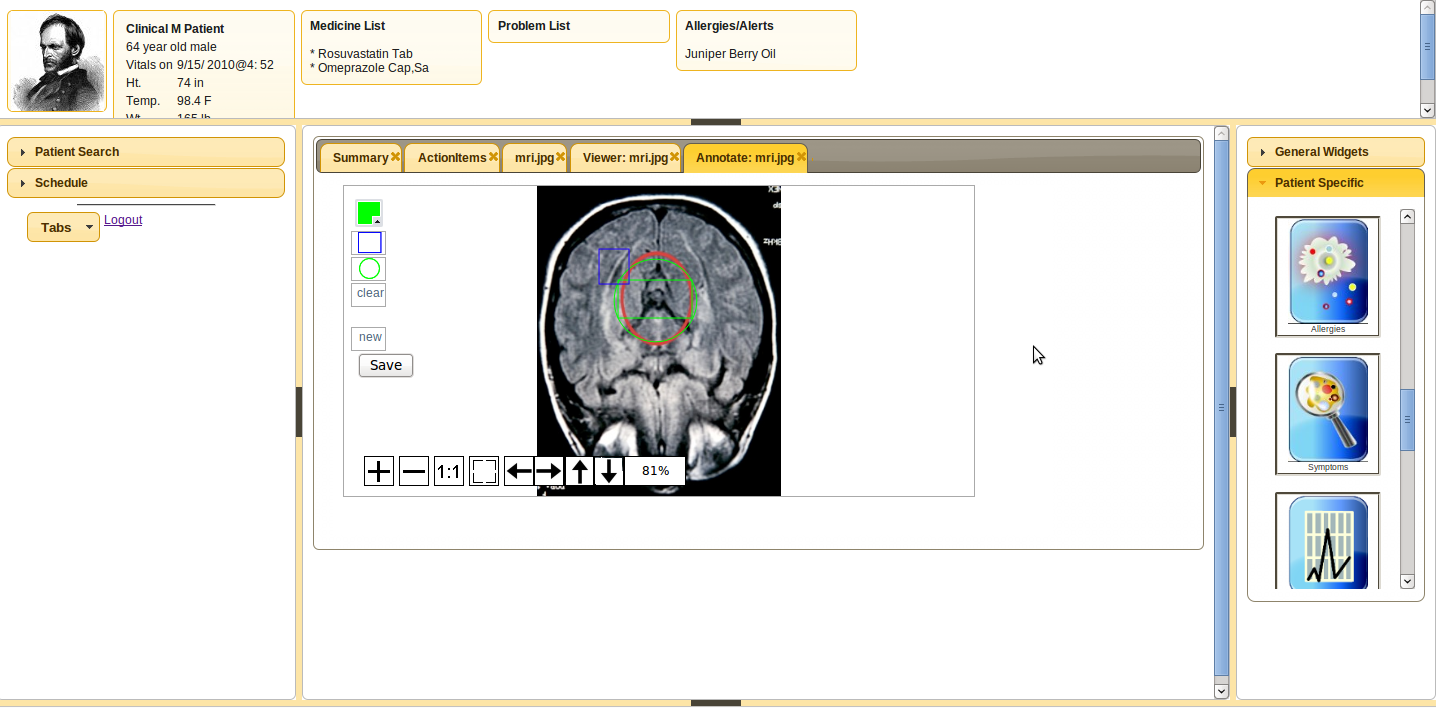 Clinical M Patient
64 year old male
Vitals on 9/15/ 2010@4: 52
Ht. 74 in
Temp. 98.4 F
Wt. 165 lb
Medicine List
* Rosuvastatin Tab
* Omeprazole Cap,Sa
Problem List
Allergies/Alerts
Juniper Berry Oil
Patient Search
Schedule
Tabs
Logout
Summary
ActionItems
mri.jpg
Viewer: mri.jpg
Annotate: mri.jpg
clear
new
Save
1:1
81%
General Widgets
Patient Specific
Allergies
Symptoms